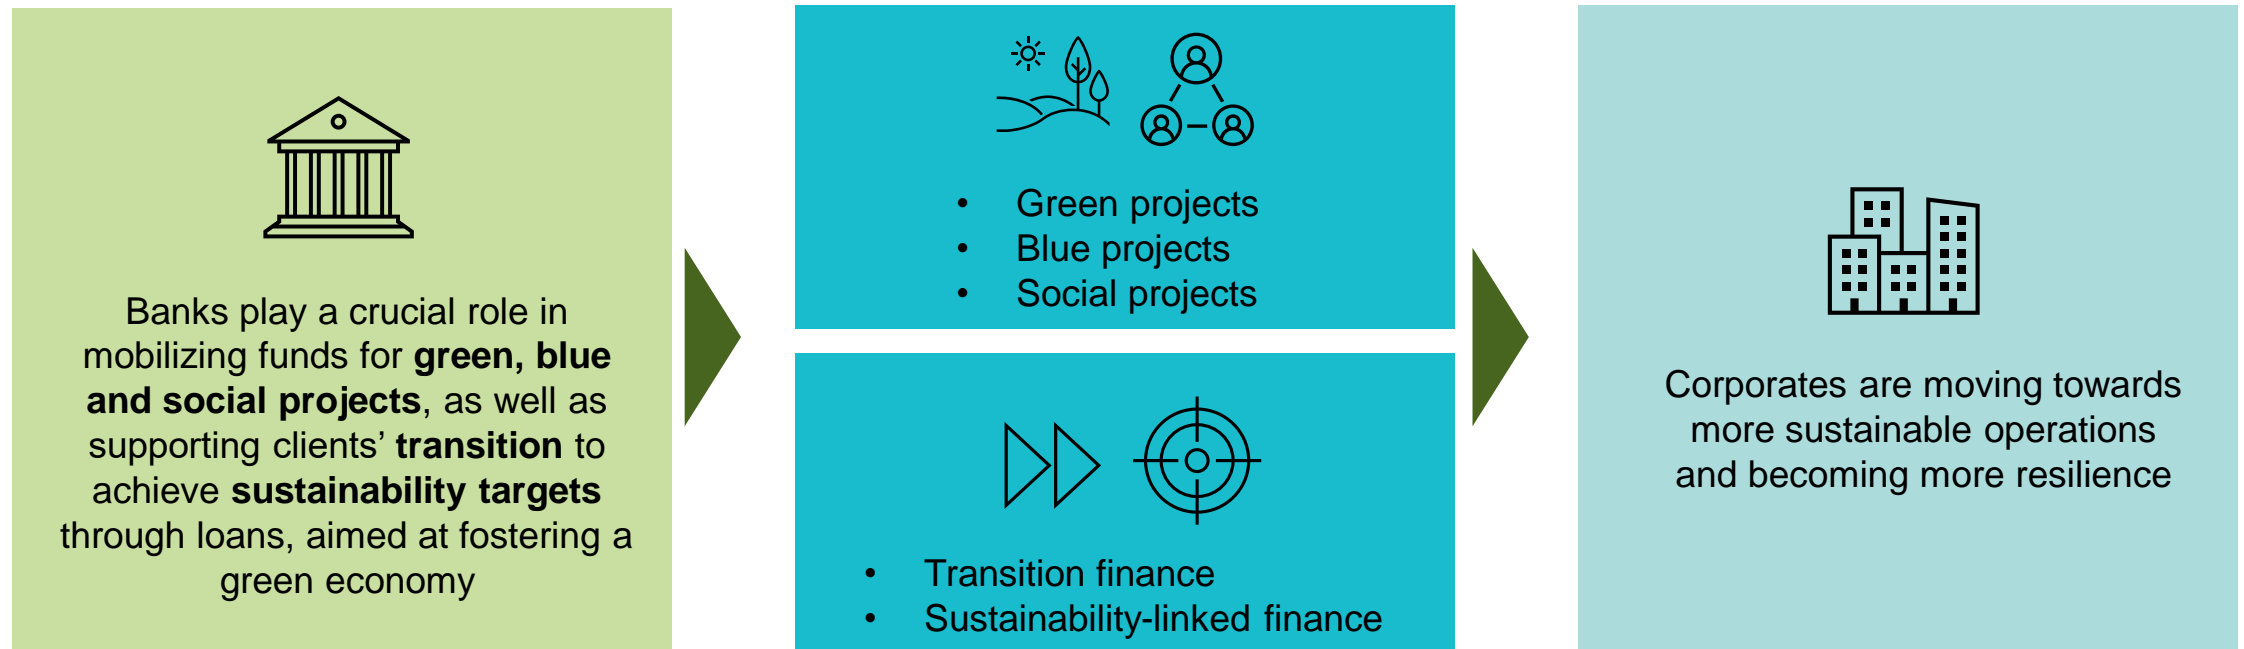 Banks play a crucial role in
mobilizing funds for green, blue
and social projects, as well as
supporting clients’ transition to
achieve sustainability targets
through loans, aimed at fostering a
green economy
• Green projects
• Blue projects
• Social projects
• Transition finance
• Sustainability-linked finance
Corporates are moving towards
more sustainable operations
and becoming more resilience